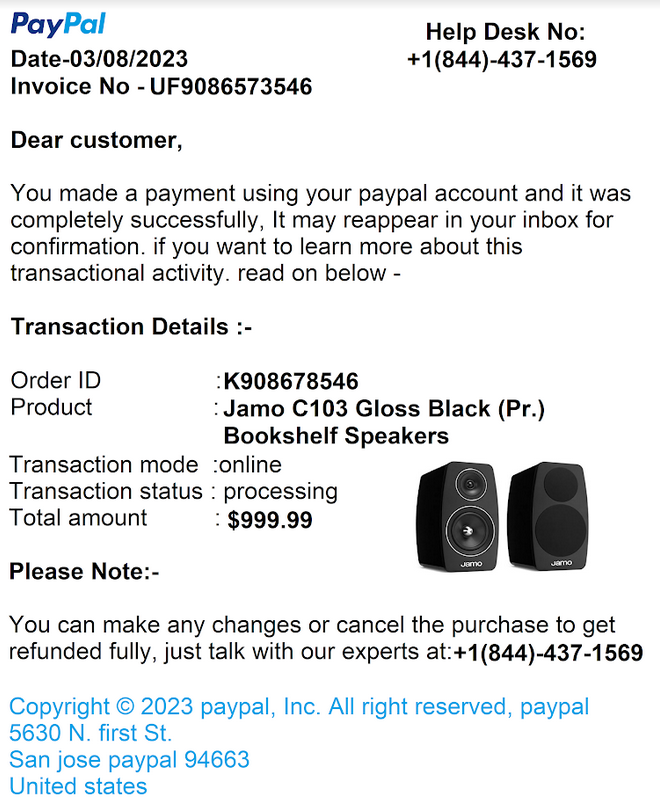 PayPal
Help Desk No:
Date-03/08/2023
+1(844)-437-1569
Invoice No - UF9086573546
Dear customer,
You made a payment using your paypal account and it was
completely successfully, It may reappear in your inbox for
confirmation. if you want to learn more about this
transactional activity. read on below -
Transaction Details :-
Order ID :K908678546
Product : Jamo C103 Gloss Black (Pr.)
Bookshelf Speakers
Transaction mode :online
Transaction status : processing
Total amount : $999.99
JAMO JAMO
Please Note:-
You can make any changes or cancel the purchase to get
refunded fully, just talk with our experts at:+1(844)-437-1569
Copyright © 2023 paypal, Inc. All right reserved, paypal
5630 N. first St.
San jose paypal 94663
United states